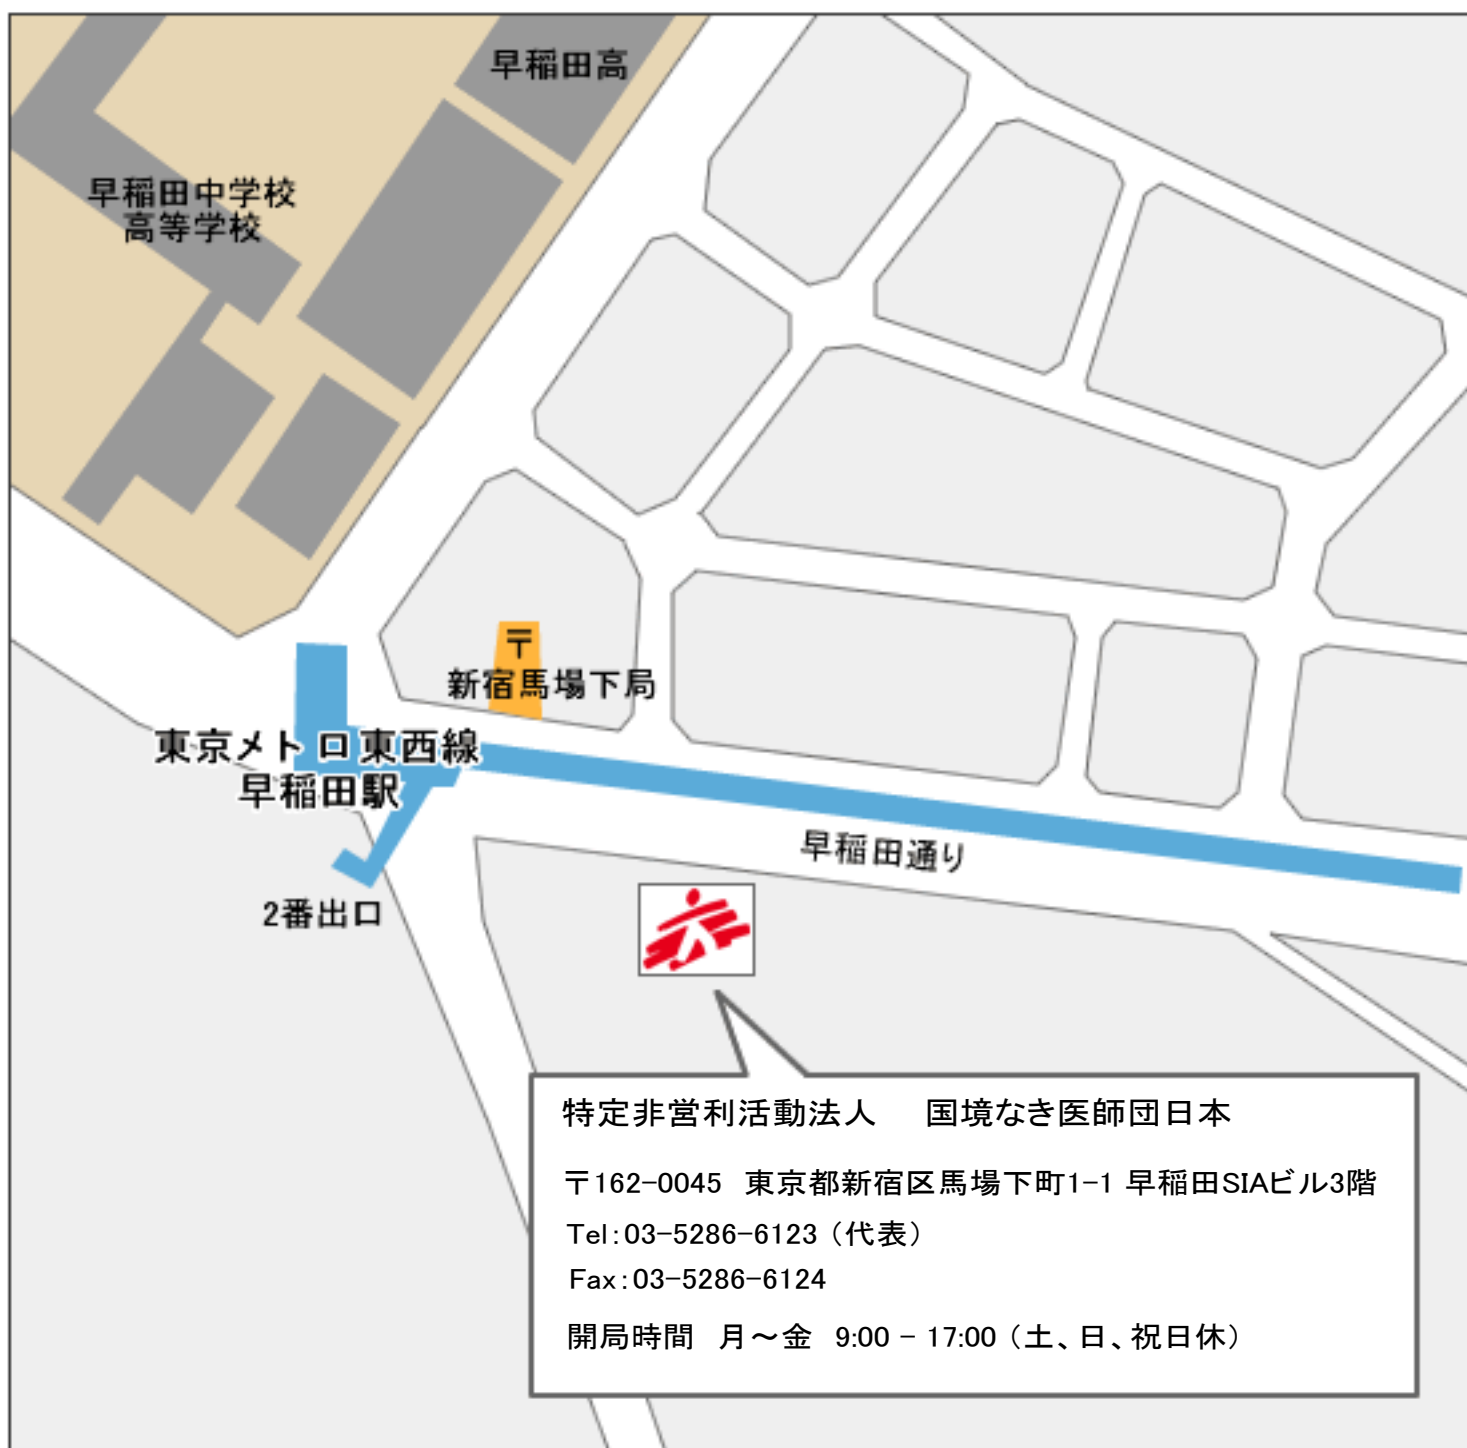 早稲田高
早稲田中学校
高等学校
〒
新宿馬場下局
東京メトロ東西線
早稲田駅
早稲田通り
2番出口
特定非営利活動法人　国境なき医師団日本
〒162-0045 東京都新宿区馬場下町1-1 早稲田SIAビル3階
Tel:03-5286-6123（代表）
Fax:03-5286-6124
開局時間 月～金 9:00 - 17:00（土、日、祝日休）